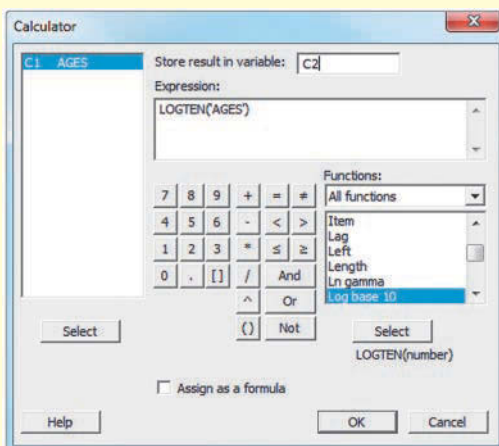 Calculator
C1 AGES
Store result in variable: C2
Expression:
LOGTEN('AGES')
Functions:
All functions
7 8 9 + = ≠
4 5 6 - < >
1 2 3 * ≤ ≥
0 . [] / And
^ Or
() Not
Item
Lag
Left
Length
Ln gamma
Log base 10
Select
Select
LOGTEN(number)
Assign as a formula
Help
OK
Cancel